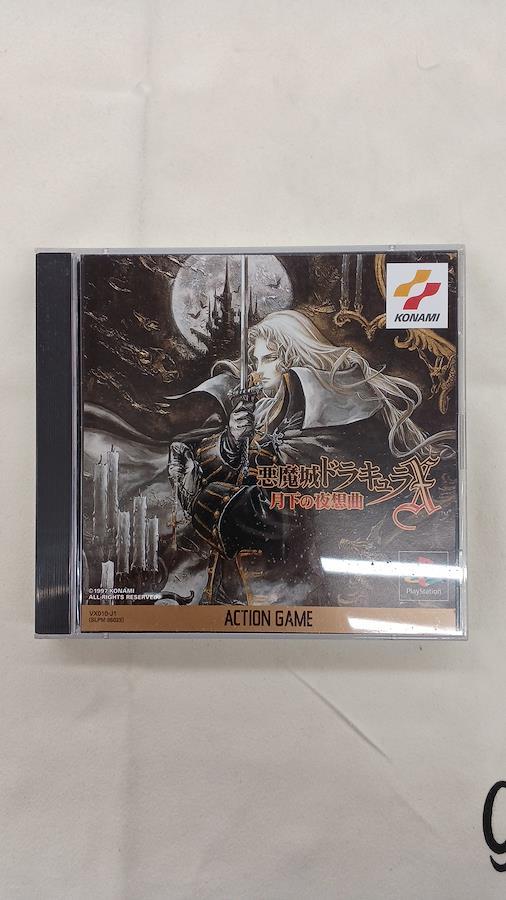 KONAMI
悪魔城ドラキュラX
月下の夜想曲
©1997 KONAMI
ALL RIGHTS RESERVED.
PlayStation
VX010-J1
(SLPM 86023)
ACTION GAME